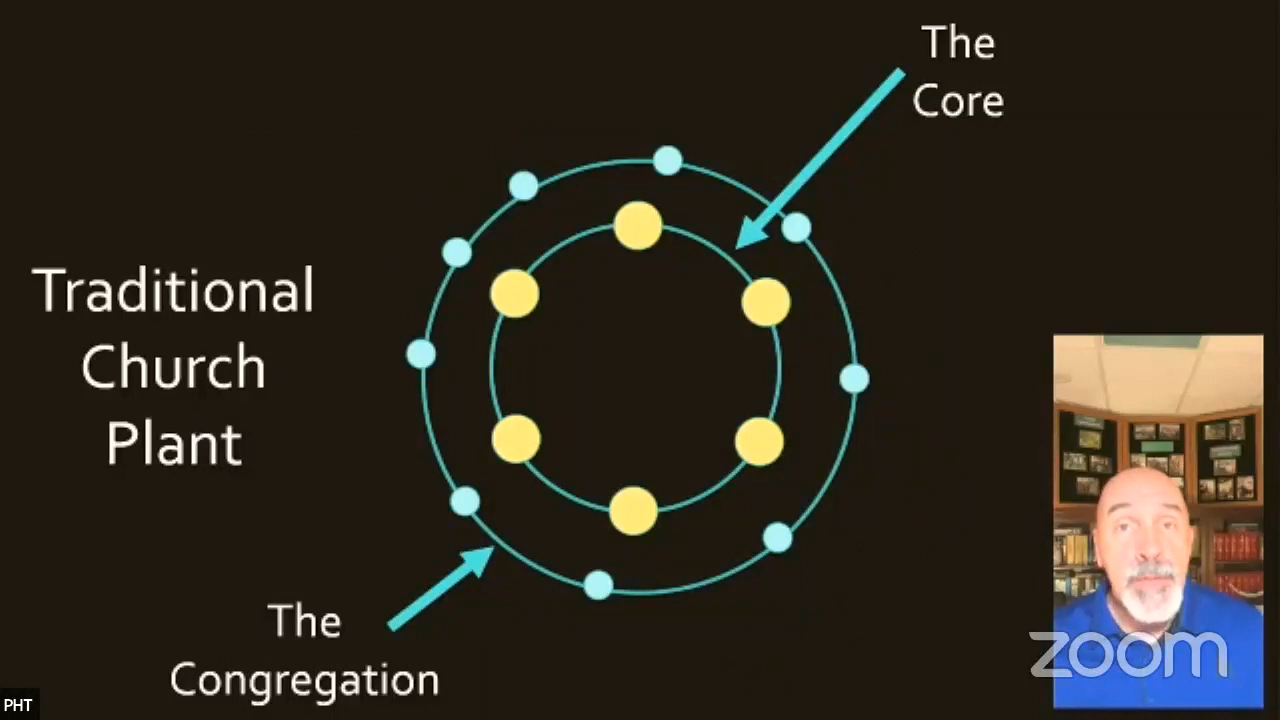 The
Core
Traditional
Church
Plant
The
Congregation
zoom
PHT